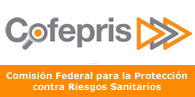 Cofepris
Comisión Federal para la Protección
contra Riesgos Sanitarios